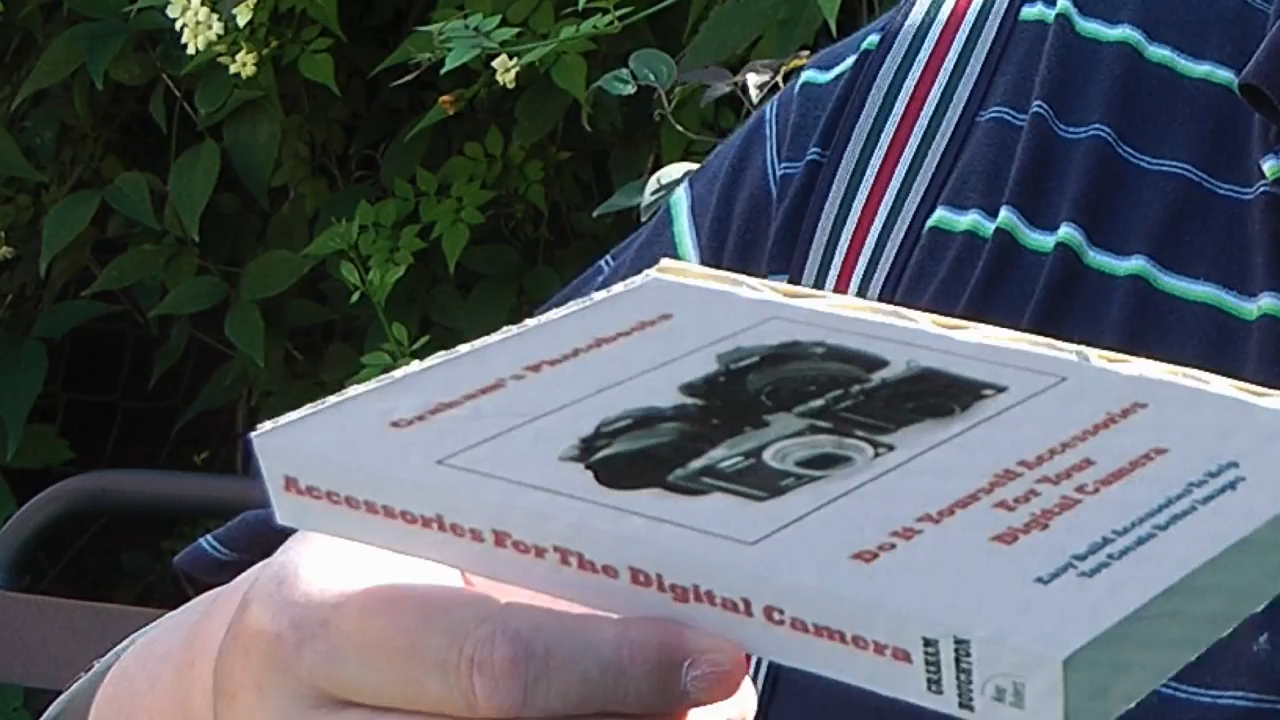 Graham's Photobooks
Do It Yourself Accessories
For Your
Digital Camera
Easy Build Accessories To Help
You Create Better Images
Accessories For The Digital Camera
GRAHAM
HOUGHTON